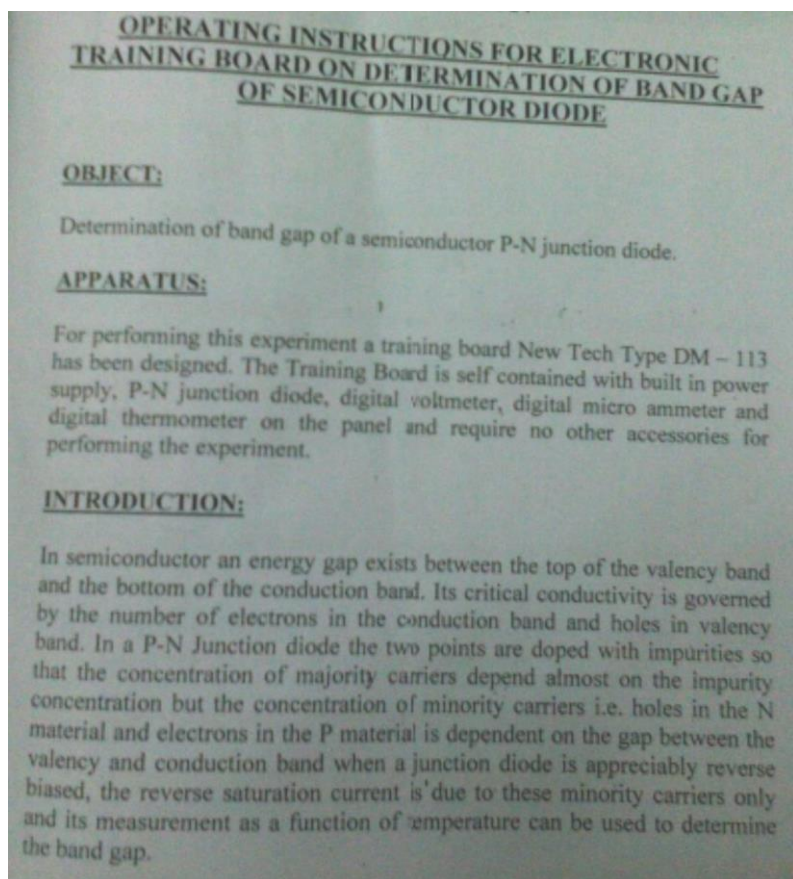 OPERATING INSTRUCTIONS FOR ELECTRONIC
TRAINING BOARD ON DETERMINATION OF BAND GAP
OF SEMICONDUCTOR DIODE
OBJECT:
Determination of band gap of a semiconductor P-N junction diode.
APPARATUS:
For performing this experiment a training board New Tech Type DM – 113
has been designed. The Training Board is self contained with built in power
supply, P-N junction diode, digital voltmeter, digital micro ammeter and
digital thermometer on the panel and require no other accessories for
performing the experiment.
INTRODUCTION:
In semiconductor an energy gap exists between the top of the valency band
and the bottom of the conduction band. Its critical conductivity is governed
by the number of electrons in the conduction band and holes in valency
band. In a P-N Junction diode the two points are doped with impurities so
that the concentration of majority carriers depend almost on the impurity
concentration but the concentration of minority carriers i.e. holes in the N
material and electrons in the P material is dependent on the gap between the
valency and conduction band when a junction diode is appreciably reverse
biased, the reverse saturation current is due to these minority carriers only
and its measurement as a function of temperature can be used to determine
the band gap.